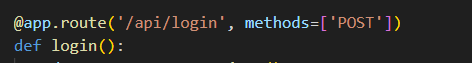 @app.route('/api/login', methods=['POST'])
def login():